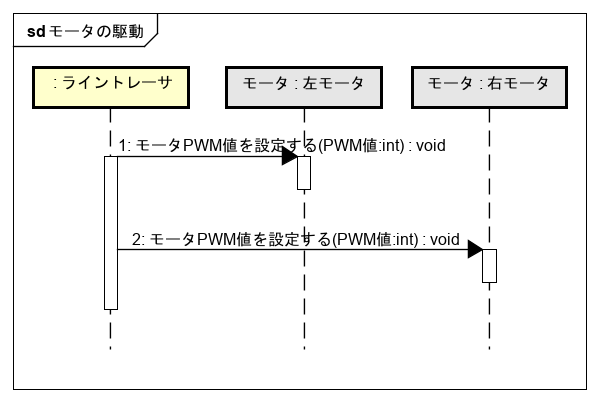 sd モータの駆動
: ライントレーサ
モータ : 左モータ
モータ : 右モータ
1: モータPWM値を設定する(PWM値:int) : void
2: モータPWM値を設定する(PWM値:int) : void